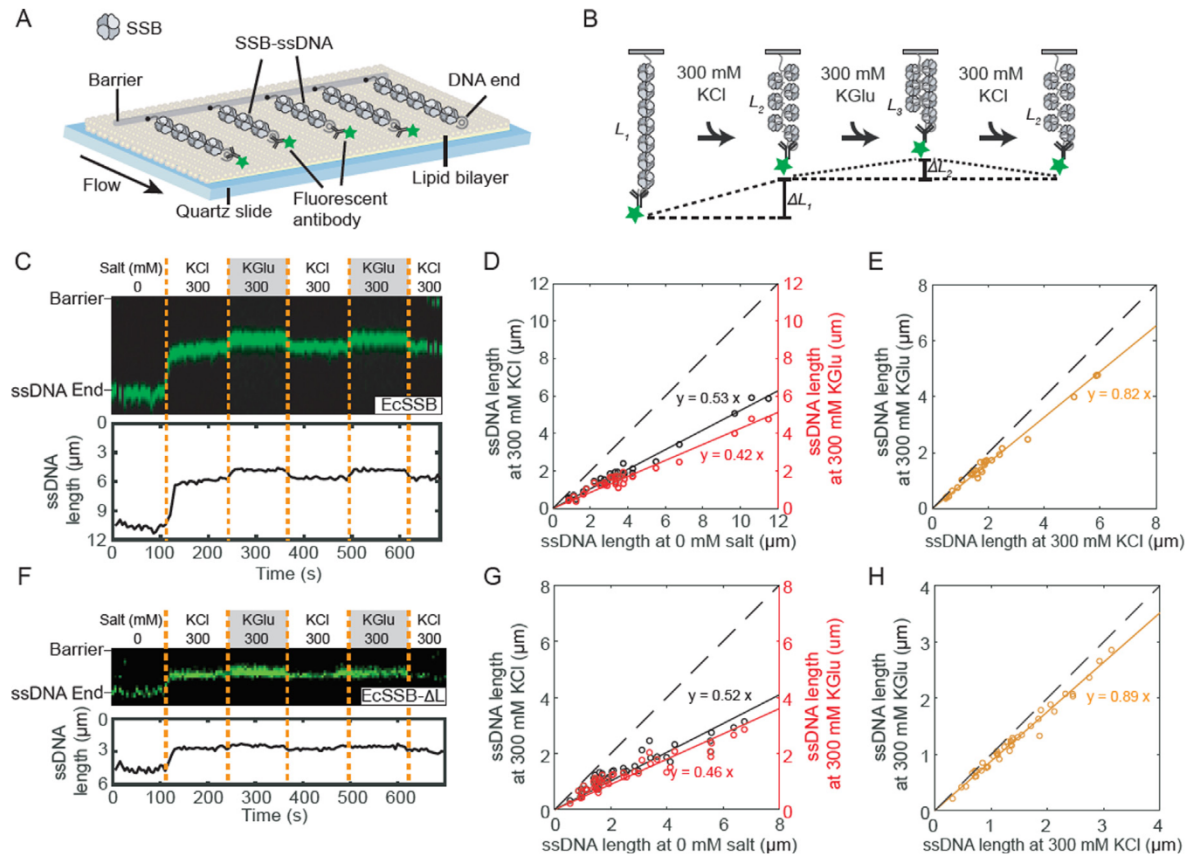 A
SSB
SSB-ssDNA
Barrier
DNA end
Flow
Quartz slide
Fluorescent
antibody
Lipid bilayer
B
300 mM
KCl
300 mM
KGlu
300 mM
KCl
L1
L2
L3
L2
ΔL1
ΔL2
C
Salt (mM)
0
KCl
300
KGlu
300
KCl
300
KGlu
300
KCl
300
Barrier
ssDNA End
EcSSB
ssDNA
length (μm)
0
3
6
9
12
0 100 200 300 400 500 600
Time (s)
D
ssDNA length
at 300 mM KCl (μm)
12
10
8
6
4
2
0
y = 0.53 x
y = 0.42 x
0 2 4 6 8 10 12
ssDNA length at 0 mM salt (μm)
12
10
8
6
4
2
0
ssDNA length
at 300 mM KGlu (um)
E
ssDNA length
at 300 mM KGlu (μm)
8
6
4
2
0
y = 0.82 x
0 2 4 6 8
ssDNA length at 300 mM KCl (μm)
F
Salt (mM)
0
KCl
300
KGlu
300
KCl
300
KGlu
300
KCl
300
Barrier
ssDNA End
EcSSB-ΔL
ssDNA
length (μm)
0
3
6
0 100 200 300 400 500 600
Time (s)
G
ssDNA length
at 300 mM KCl (μm)
8
6
4
2
0
y = 0.52 x
y = 0.46 x
0 2 4 6 8
ssDNA length at 0 mM salt (μm)
8
6
4
2
0
ssDNA length
at 300 mM KGlu (μm)
H
ssDNA length
at 300 mM KGlu (μm)
4
3
2
1
0
y = 0.89 x
0 1 2 3 4
ssDNA length at 300 mM KCl (μm)